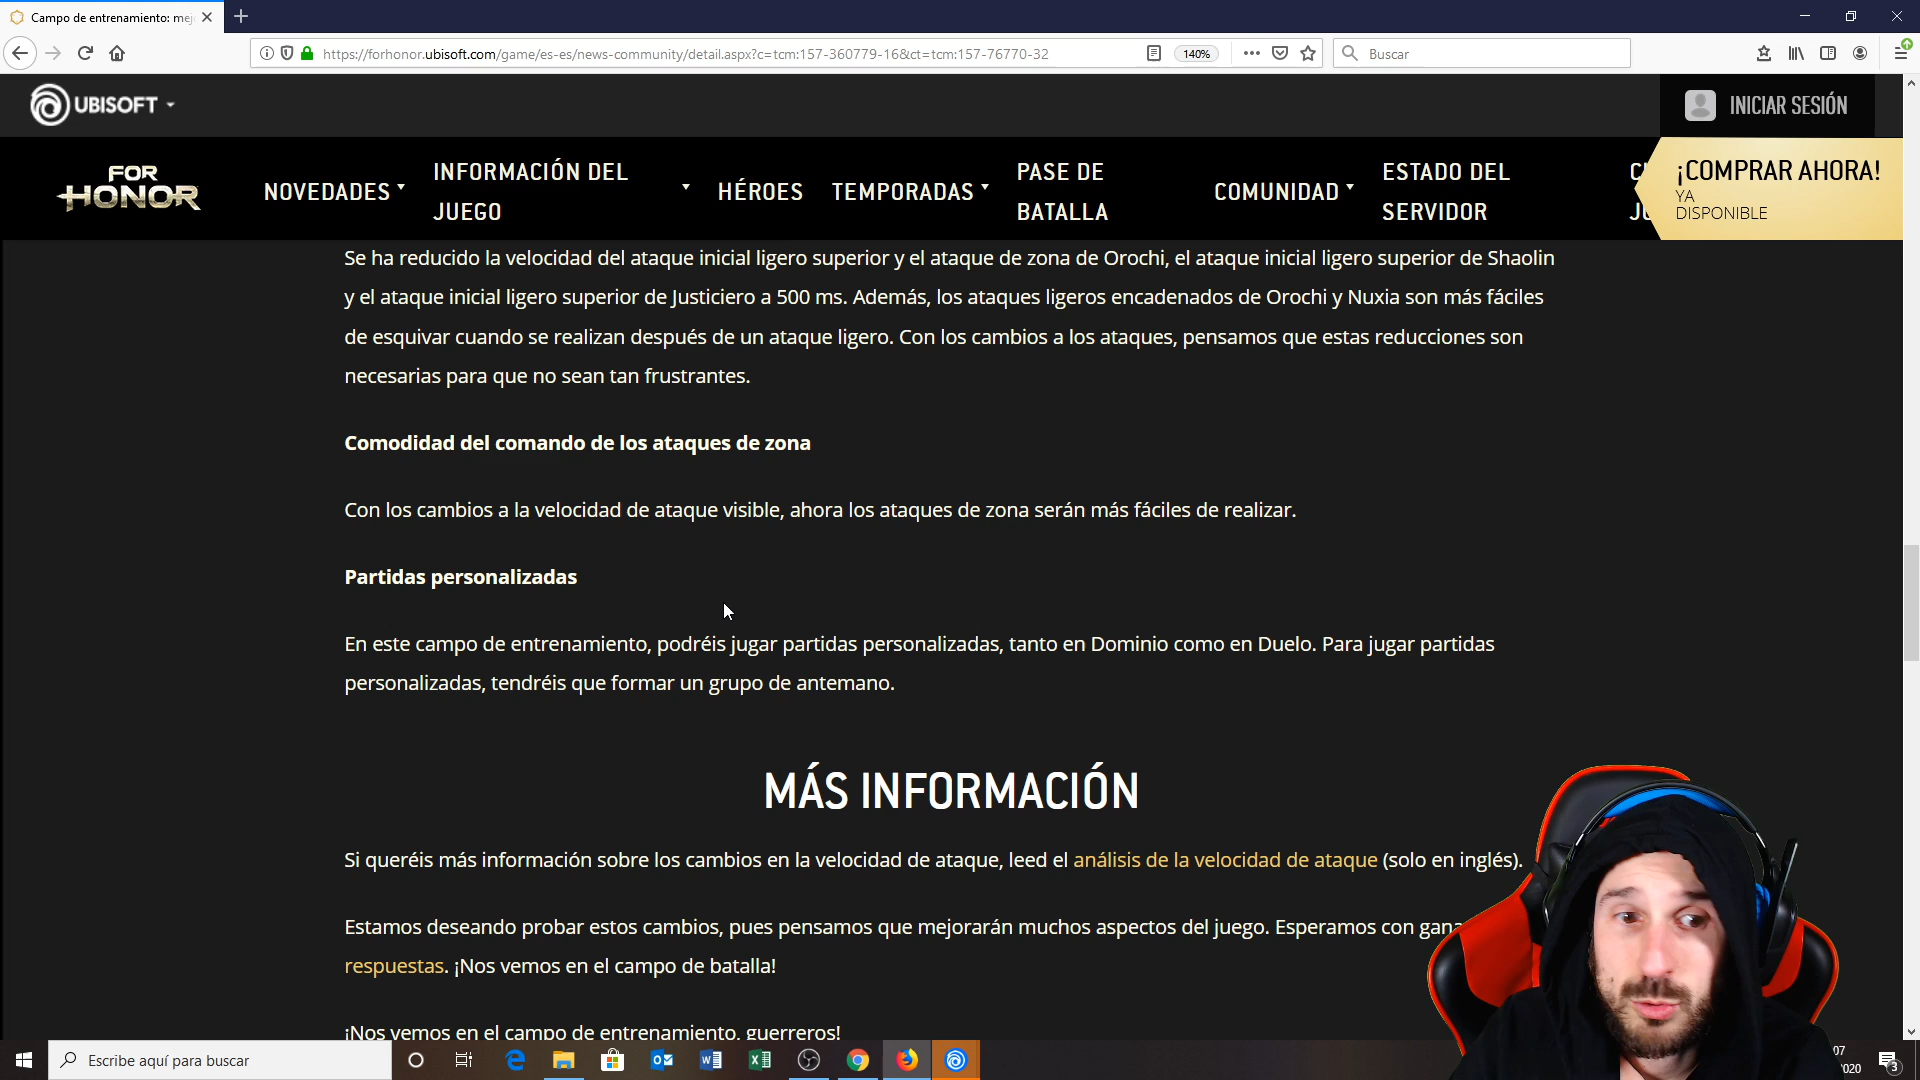 Campo de entrenamiento: mej
https://forhonor.ubisoft.com/game/es-es/news-community/detail.aspx?c=tcm:157-360779-16&ct=tcm:157-76770-32
140%
Buscar
UBISOFT
INICIAR SESIÓN
FOR HONOR
NOVEDADES
INFORMACIÓN DEL JUEGO
HÉROES
TEMPORADAS
PASE DE BATALLA
COMUNIDAD
ESTADO DEL SERVIDOR
¡COMPRAR AHORA!
YA
DISPONIBLE
Se ha reducido la velocidad del ataque inicial ligero superior y el ataque de zona de Orochi, el ataque inicial ligero superior de Shaolin
y el ataque inicial ligero superior de Justiciero a 500 ms. Además, los ataques ligeros encadenados de Orochi y Nuxia son más fáciles
de esquivar cuando se realizan después de un ataque ligero. Con los cambios a los ataques, pensamos que estas reducciones son
necesarias para que no sean tan frustrantes.
Comodidad del comando de los ataques de zona
Con los cambios a la velocidad de ataque visible, ahora los ataques de zona serán más fáciles de realizar.
Partidas personalizadas
En este campo de entrenamiento, podréis jugar partidas personalizadas, tanto en Dominio como en Duelo. Para jugar partidas
personalizadas, tendréis que formar un grupo de antemano.
MÁS INFORMACIÓN
Si queréis más información sobre los cambios en la velocidad de ataque, leed el análisis de la velocidad de ataque (solo en inglés).
Estamos deseando probar estos cambios, pues pensamos que mejorarán muchos aspectos del juego. Esperamos con gana
respuestas. ¡Nos vemos en el campo de batalla!
¡Nos vemos en el campo de entrenamiento, guerreros!
Escribe aquí para buscar
07
2020
3